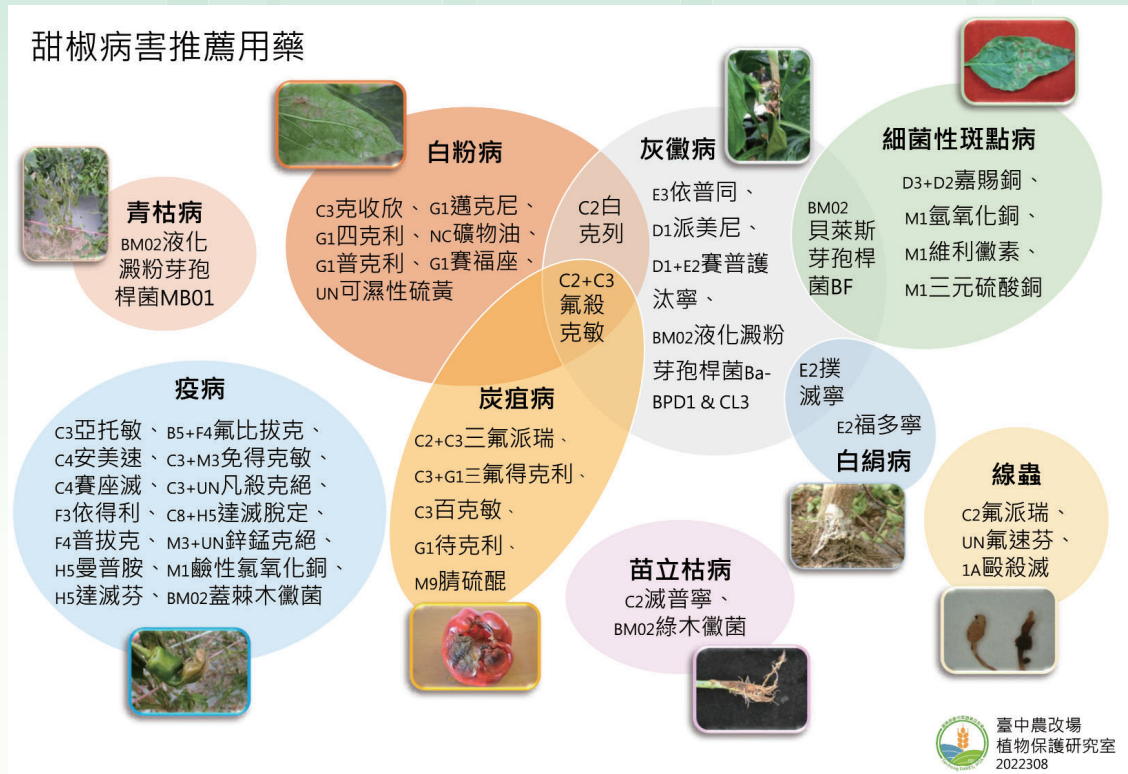 甜椒病害推薦用藥
青枯病
BM02液化
澱粉芽孢
桿菌MB01
白粉病
C3克收欣、G1邁克尼、
G1四克利、NC礦物油、
G1普克利、G1賽福座、
UN可濕性硫黃
C2白
克列
C2+C3
氟殺
克敏
灰黴病
E3依普同、
D1派美尼、
D1+E2賽普護
汰寧、
BM02液化澱粉
芽孢桿菌Ba-
BPD1 & CL3
BM02
貝萊斯
芽孢桿
菌BF
細菌性斑點病
D3+D2嘉賜銅、
M1氫氧化銅、
M1維利黴素、
M1三元硫酸銅
疫病
C3亞托敏、B5+F4氟比拔克、
C4安美速、C3+M3免得克敏、
C4賽座滅、C3+UN凡殺克絕、
F3依得利、C8+H5達滅脫定、
F4普拔克、M3+UN鋅錳克絕、
H5曼普胺、M1鹼性氯氧化銅、
H5達滅芬、BM02蓋棘木黴菌
炭疽病
C2+C3三氟派瑞、
C3+G1三氟得克利、
C3百克敏、
G1待克利、
M9腈硫醌
E2撲
滅寧
E2福多寧
白絹病
苗立枯病
C2滅普寧、
BM02綠木黴菌
線蟲
C2氟派瑞、
UN氟速芬、
1A毆殺滅
臺中農改場
植物保護研究室
2022308